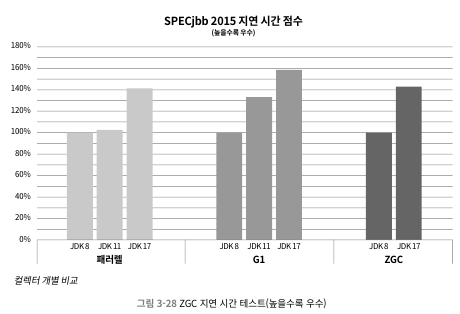 SPECjbb 2015 지연 시간 점수
(높을수록 우수)
180%
160%
140%
120%
100%
80%
60%
40%
20%
0%
JDK 8 JDK 11 JDK 17 JDK 8 JDK 11 JDK 17 JDK 8 JDK 17
패러렐 G1 ZGC
컬렉터 개별 비교
그림 3-28 ZGC 지연 시간 테스트(높을수록 우수)